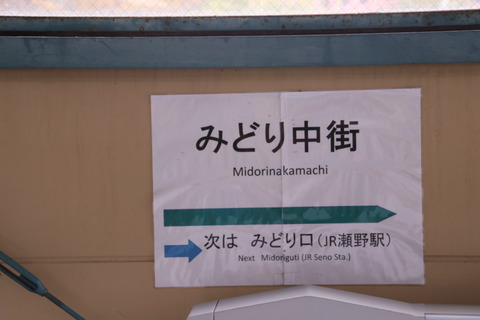 みどり中街
Midorinakamachi
次は　みどり口（JR瀬野駅）
Next Midoriguti (JR Seno Sta.)